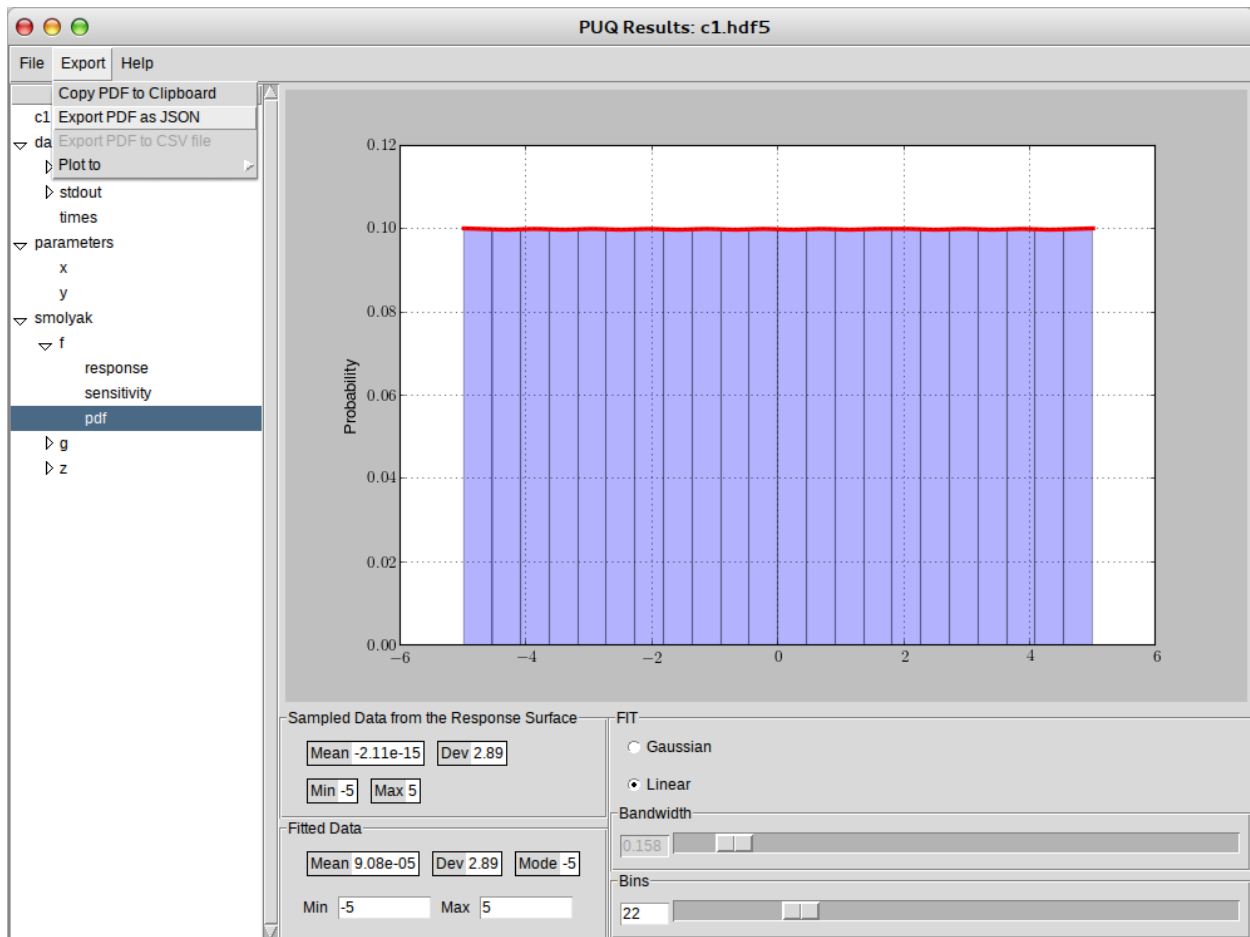 PUQ Results: c1.hdf5
File Export Help
Copy PDF to Clipboard
c1 Export PDF as JSON
da Export PDF to CSV file
Plot to
stdout
times
parameters
x
y
smolyak
f
response
sensitivity
pdf
g
z
0.12
0.10
0.08
0.06
0.04
0.02
0.00
Probability
−6 −4 −2 0 2 4 6
Sampled Data from the Response Surface
Mean -2.11e-15 Dev 2.89
Min -5 Max 5
Fitted Data
Mean 9.08e-05 Dev 2.89 Mode -5
Min -5 Max 5
FIT
Gaussian
Linear
Bandwidth
0.158
Bins
22